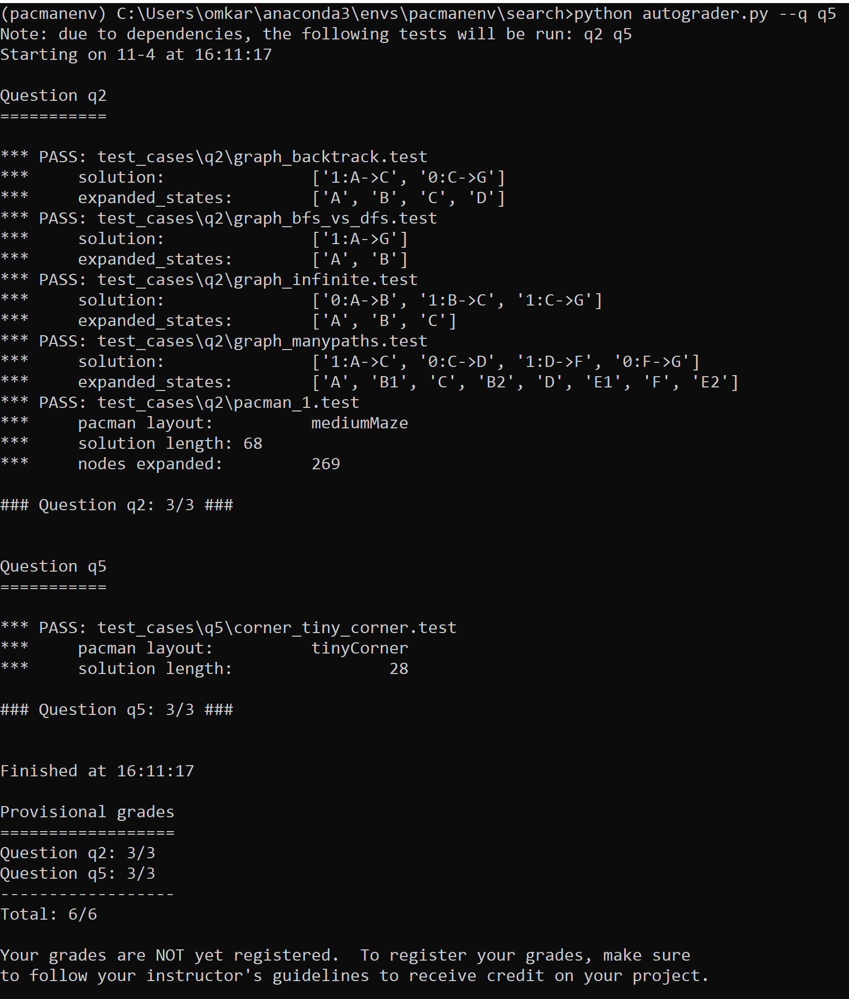 (pacmanenv) C:\Users\omkar\anaconda3\envs\pacmanenv\search>python autograder.py --q q5
Note: due to dependencies, the following tests will be run: q2 q5
Starting on 11-4 at 16:11:17
Question q2
===========
*** PASS: test_cases\q2\graph_backtrack.test
***     solution:               ['1:A->C', '0:C->G']
***     expanded_states:        ['A', 'B', 'C', 'D']
*** PASS: test_cases\q2\graph_bfs_vs_dfs.test
***     solution:               ['1:A->G']
***     expanded_states:        ['A', 'B']
*** PASS: test_cases\q2\graph_infinite.test
***     solution:               ['0:A->B', '1:B->C', '1:C->G']
***     expanded_states:        ['A', 'B', 'C']
*** PASS: test_cases\q2\graph_manypaths.test
***     solution:               ['1:A->C', '0:C->D', '1:D->F', '0:F->G']
***     expanded_states:        ['A', 'B1', 'C', 'B2', 'D', 'E1', 'F', 'E2']
*** PASS: test_cases\q2\pacman_1.test
***     pacman layout:          mediumMaze
***     solution length: 68
***     nodes expanded:         269
### Question q2: 3/3 ###
Question q5
===========
*** PASS: test_cases\q5\corner_tiny_corner.test
***     pacman layout:          tinyCorner
***     solution length:                28
### Question q5: 3/3 ###
Finished at 16:11:17
Provisional grades
==================
Question q2: 3/3
Question q5: 3/3
------------------
Total: 6/6
Your grades are NOT yet registered.  To register your grades, make sure
to follow your instructor's guidelines to receive credit on your project.